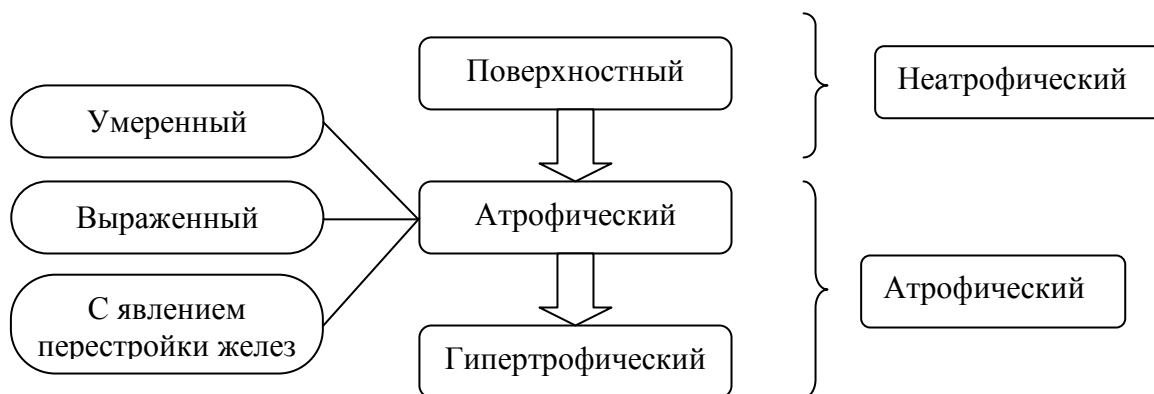 Поверхностный
Неатрофический
Умеренный
Выраженный
Атрофический
С явлением
перестройки желез
Атрофический
Гипертрофический